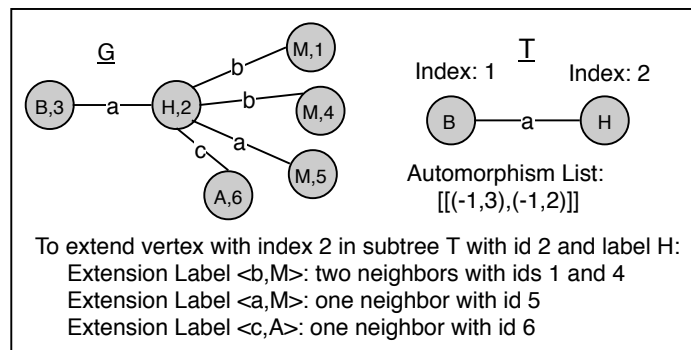 G
T
M,1
b
Index: 1 Index: 2
B,3
a
H,2
b
M,4
B
a
H
a
c
M,5
A,6
Automorphism List:
[[(-1,3),(-1,2)]]
To extend vertex with index 2 in subtree T with id 2 and label H:
Extension Label <b,M>: two neighbors with ids 1 and 4
Extension Label <a,M>: one neighbor with id 5
Extension Label <c,A>: one neighbor with id 6